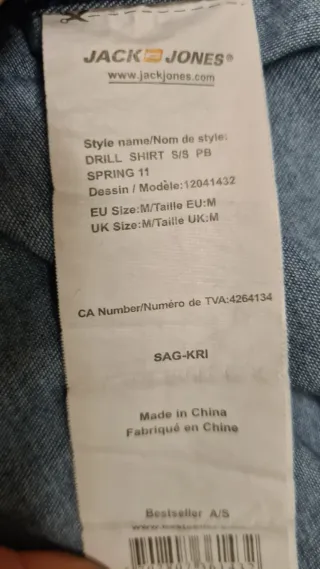 JACK JONES®
www.jackjones.com
Style name/Nom de style:
DRILL SHIRT S/S PB
SPRING 11
Dessin / Modèle:12041432
EU Size:M/Taille EU:M
UK Size:M/Taille UK:M
CA Number/Numéro de TVA:4264134
SAG-KRI
Made in China
Fabriqué en Chine
Bestseller A/S